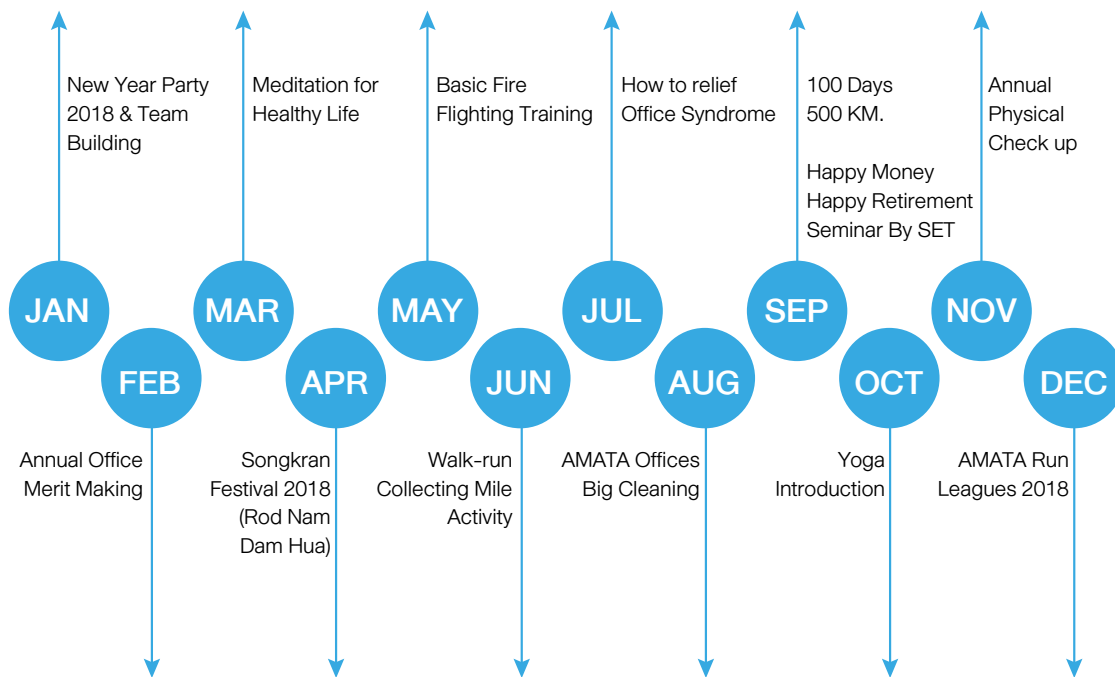 New Year Party
2018 & Team
Building
Meditation for
Healthy Life
Basic Fire
Flighting Training
How to relief
Office Syndrome
100 Days
500 KM.
Happy Money
Happy Retirement
Seminar By SET
Annual
Physical
Check up
JAN
MAR
MAY
JUL
SEP
NOV
FEB
APR
JUN
AUG
OCT
DEC
Annual Office
Merit Making
Songkran
Festival 2018
(Rod Nam
Dam Hua)
Walk-run
Collecting Mile
Activity
AMATA Offices
Big Cleaning
Yoga
Introduction
AMATA Run
Leagues 2018